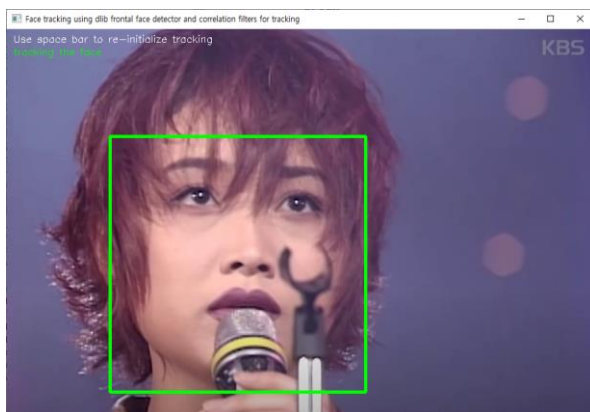 Face tracking using dlib frontal face detector and correlation filters for tracking
Use space bar to re-initialize tracking
tracking the face
KBS